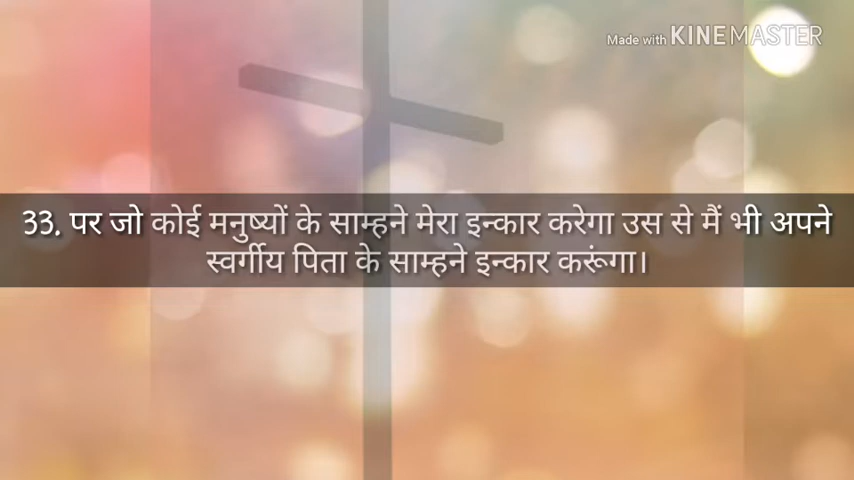 Made with KINEMASTER
33. पर जो कोई मनुष्यों के साम्हने मेरा इन्कार करेगा उस से मैं भी अपने
स्वर्गीय पिता के साम्हने इन्कार करूंगा।